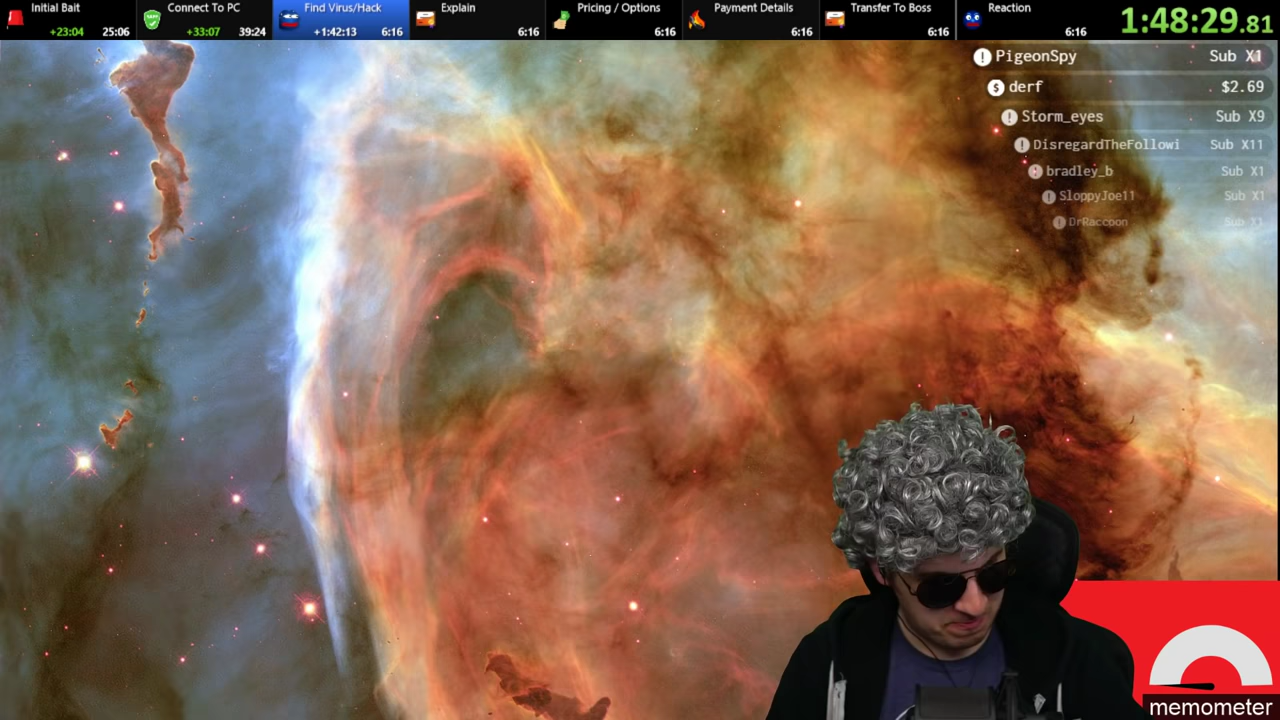 Initial Bait
+23:04 25:06
Connect To PC
+33:07 39:24
Find Virus/Hack
+1:42:13 6:16
Explain
6:16
Pricing / Options
6:16
Payment Details
6:16
Transfer To Boss
6:16
Reaction
6:16
1:48:29.81
PigeonSpy Sub X1
derf $2.69
Storm_eyes Sub X9
DisregardTheFollowi Sub X11
bradley_b Sub X1
SloppyJoe11 Sub X1
DrRaccoon Sub X1
memometer